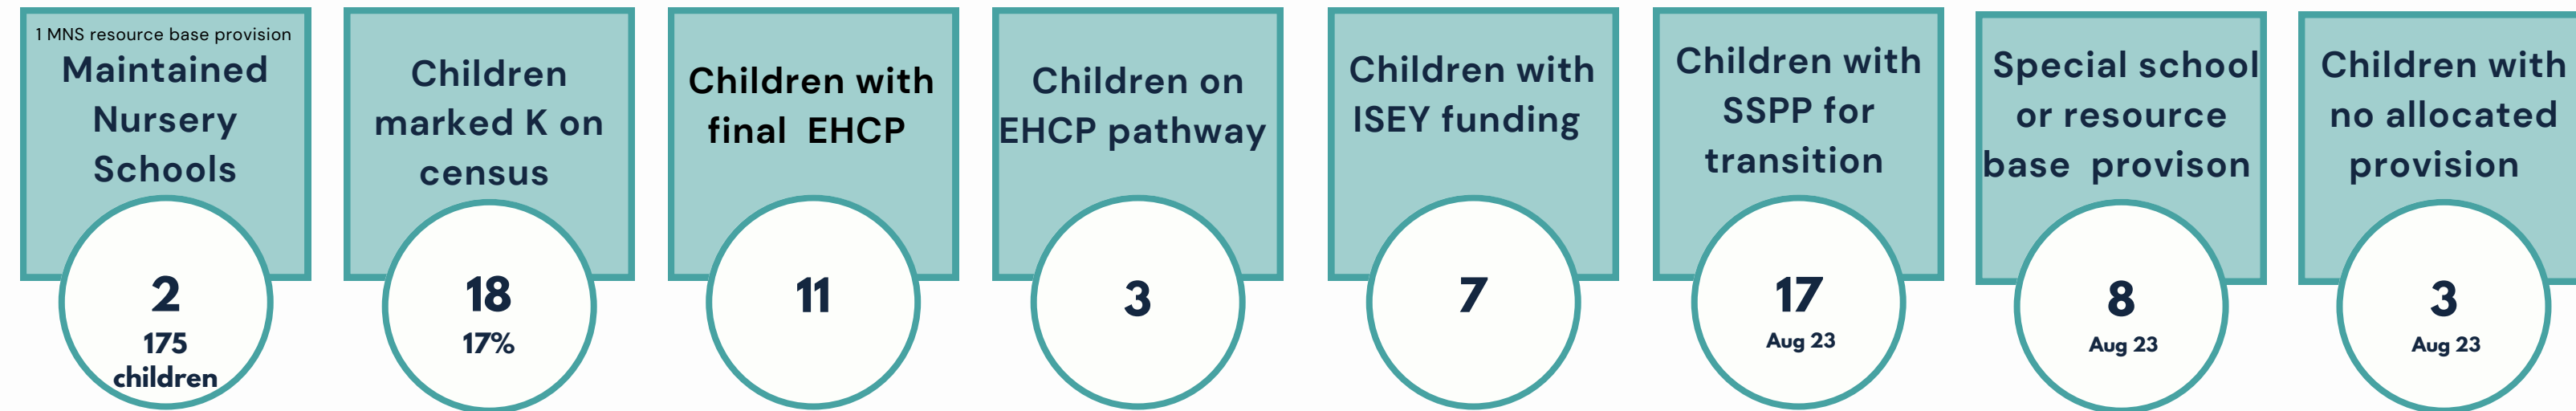 1 MNS resource base provision
Maintained
Nursery
Schools
2
175
children
Children
marked K on
census
18
17%
Children with
final  EHCP
11
Children on
EHCP pathway
3
Children with
ISEY funding
7
Children with
SSPP for
transition
17
Aug 23
Special school
or resource
base  provison
8
Aug 23
Children with
no allocated
provision
3
Aug 23